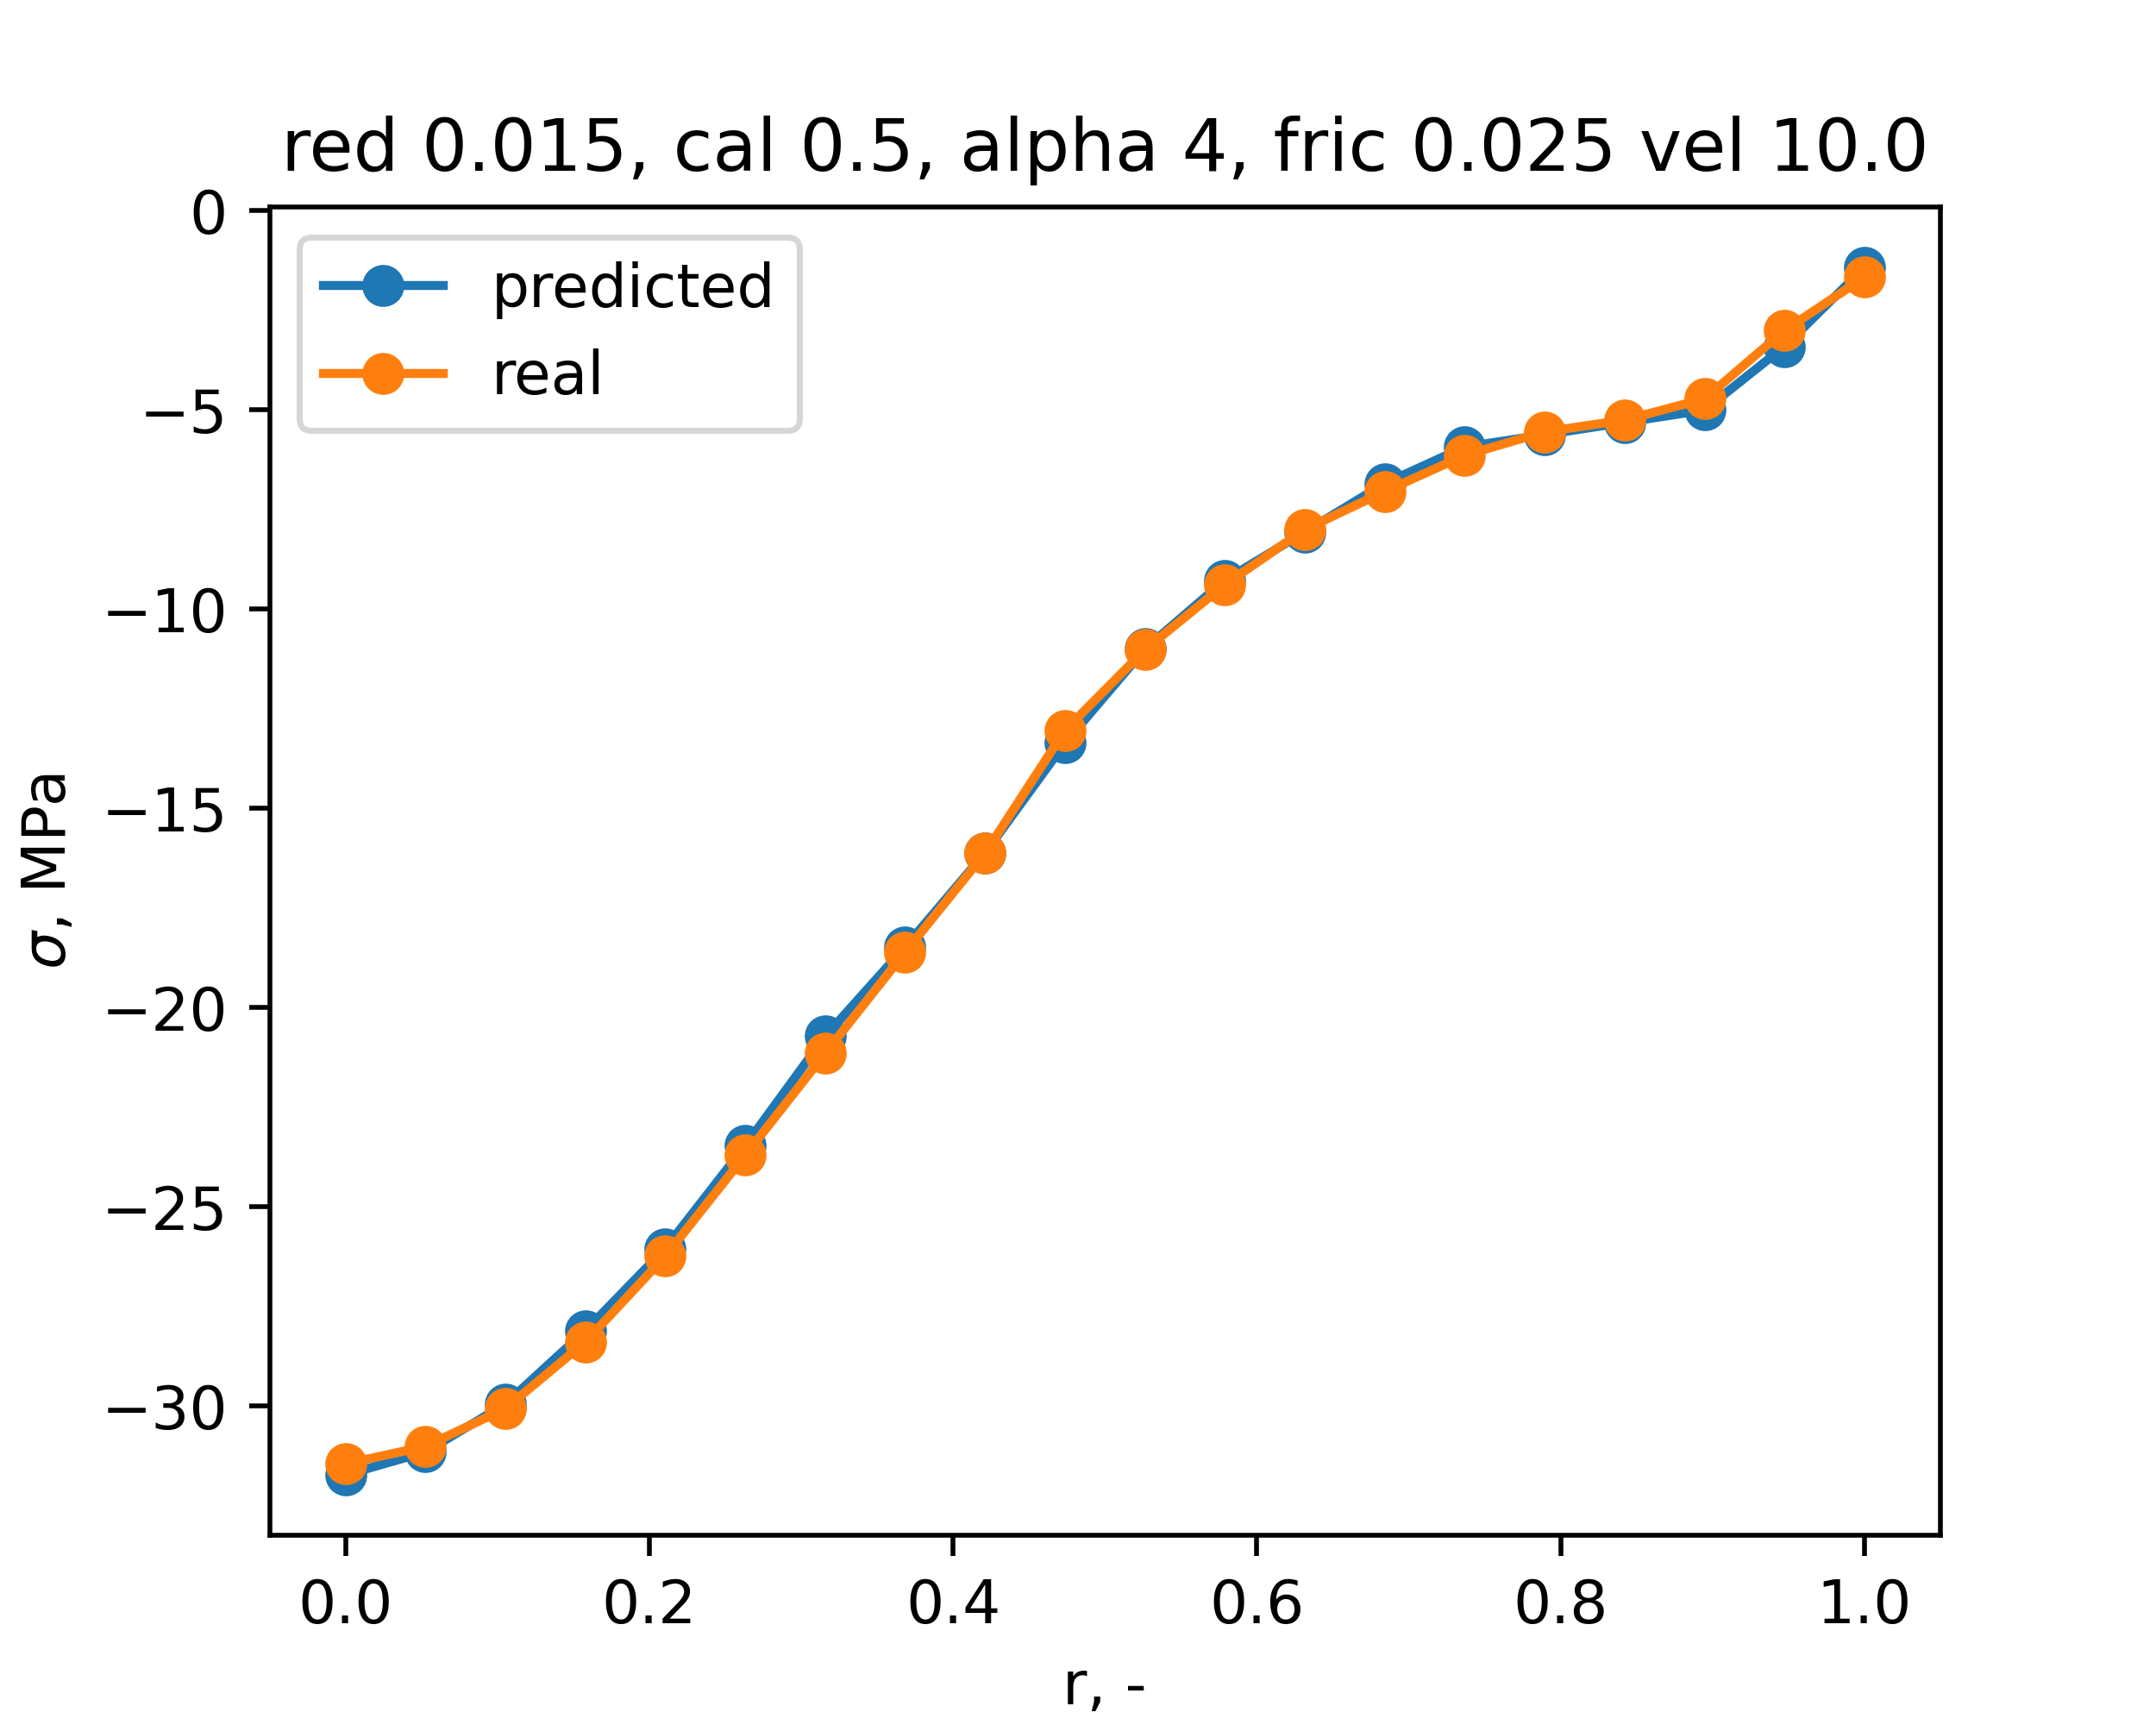 red 0.015, cal 0.5, alpha 4, fric 0.025 vel 10.0
predicted
real
0
−5
−10
−15
−20
−25
−30
σ, MPa
0.0 0.2 0.4 0.6 0.8 1.0
r, -